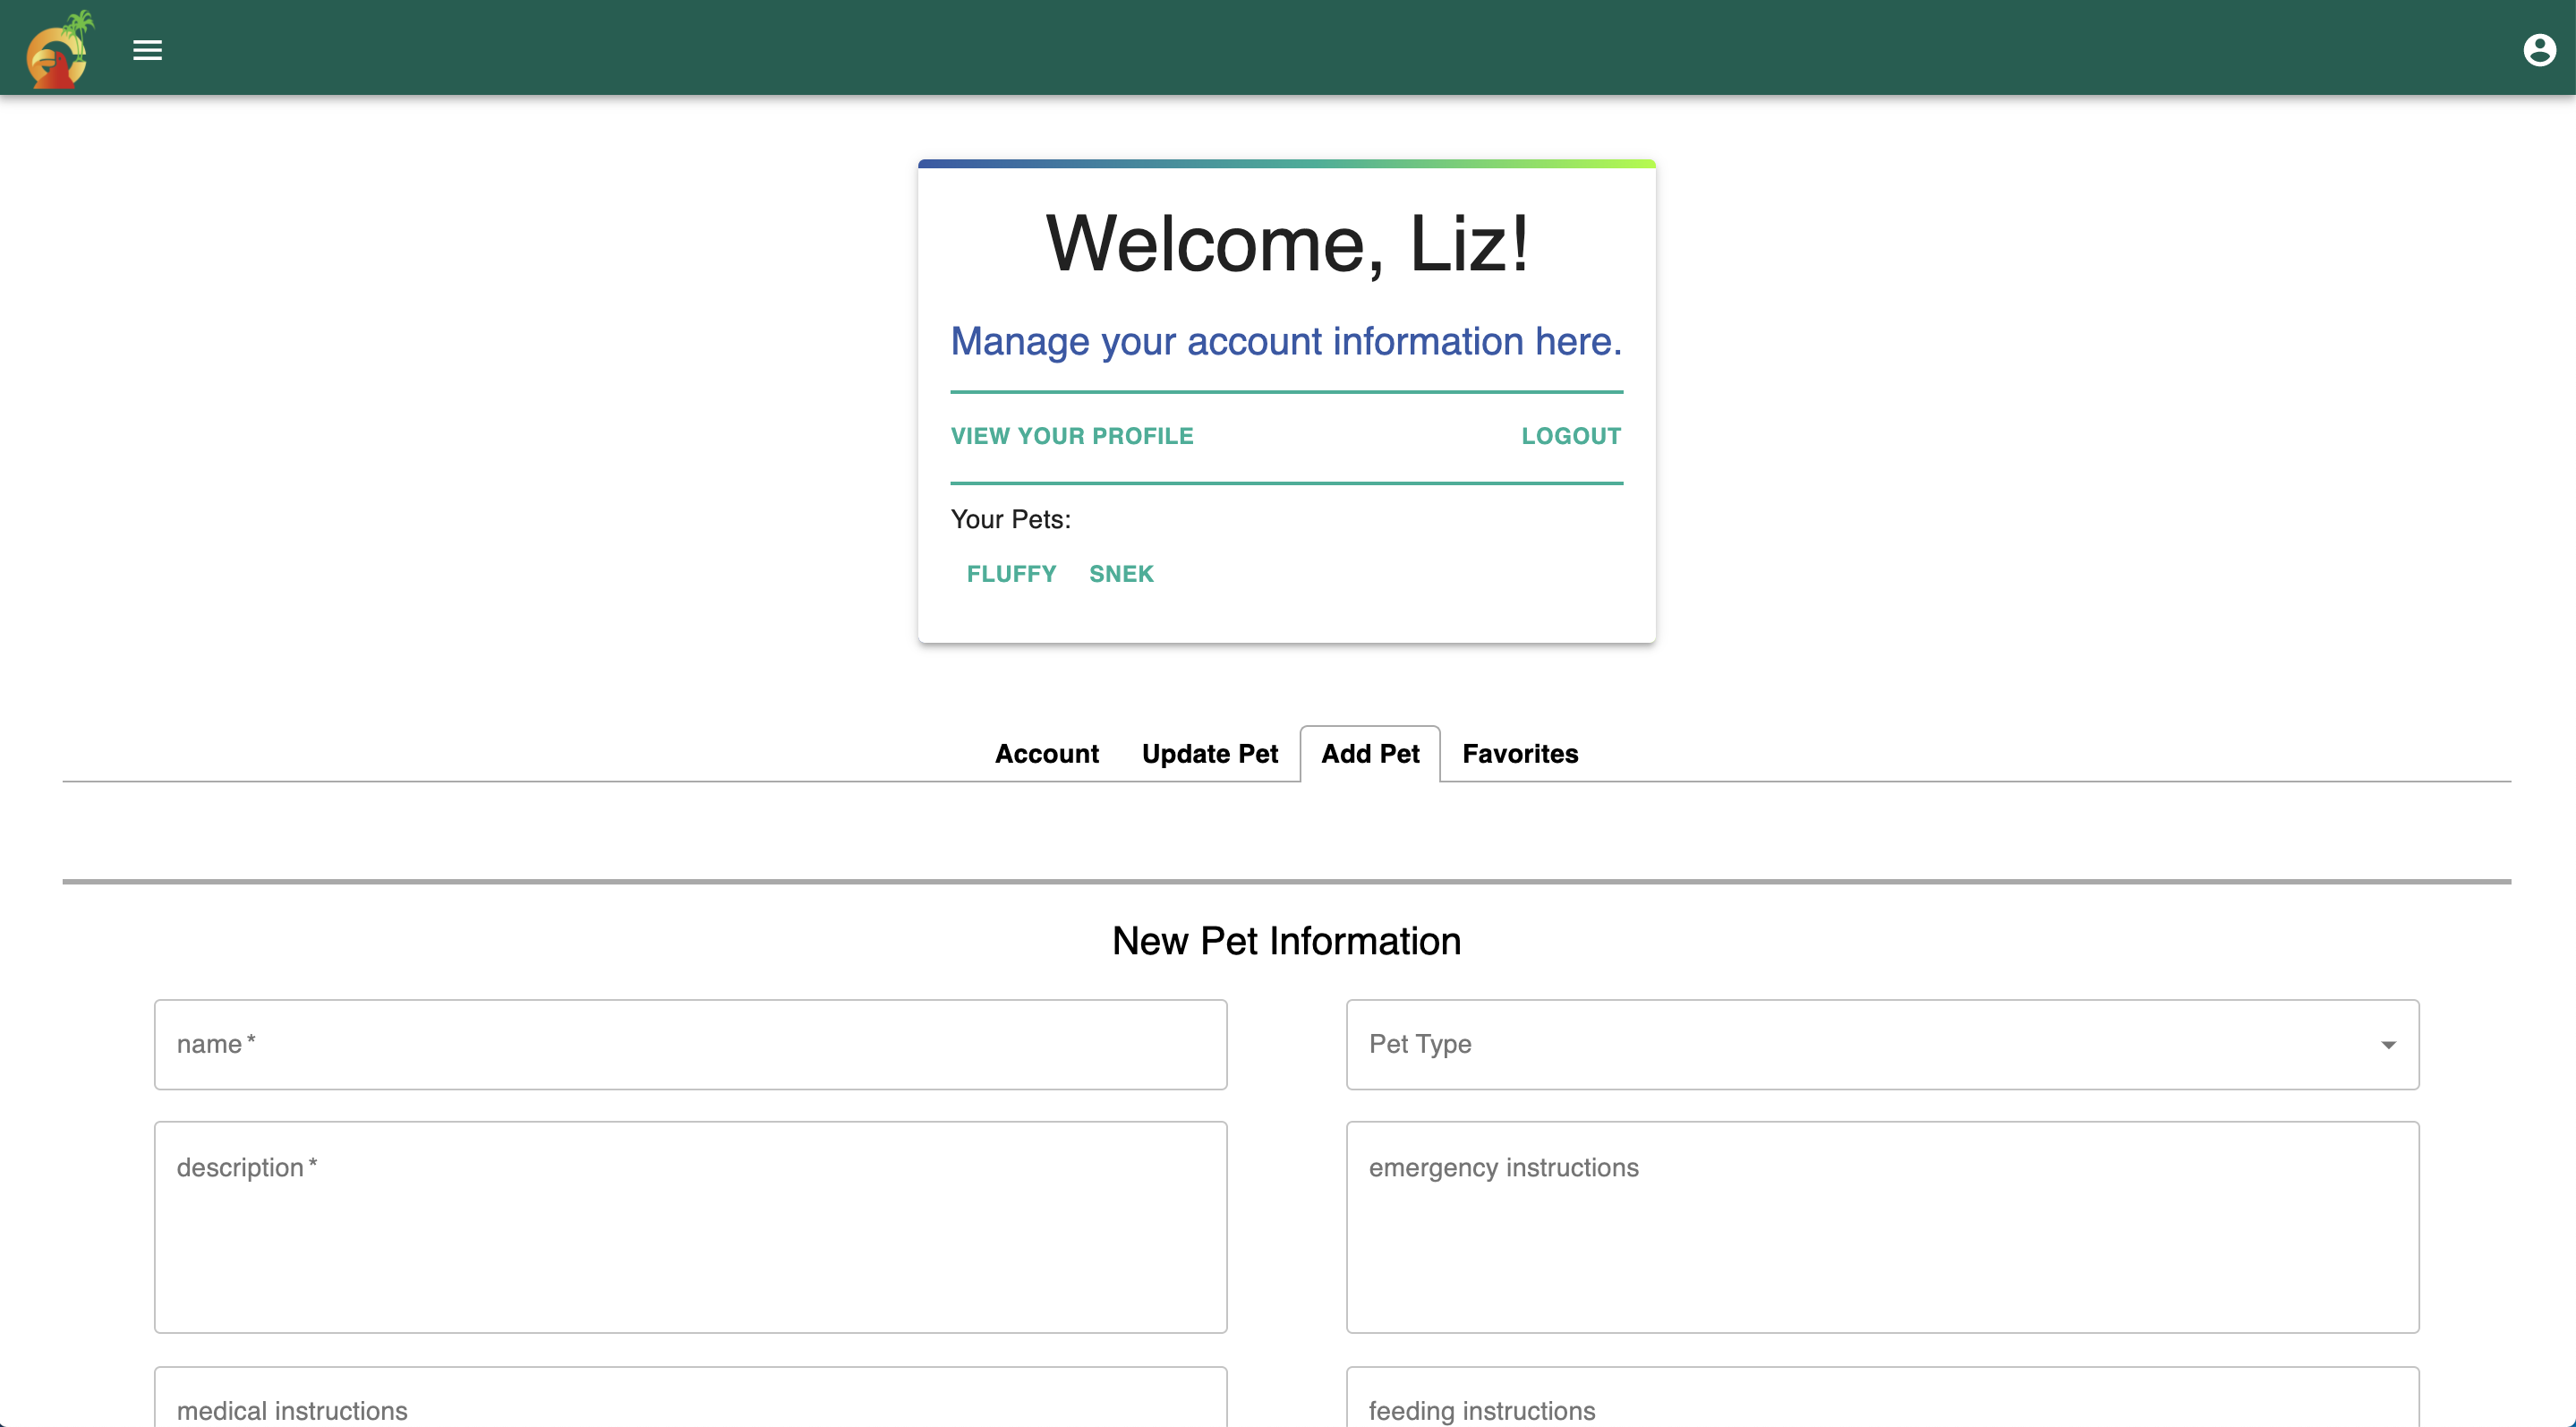 Welcome, Liz!
Manage your account information here.
VIEW YOUR PROFILE LOGOUT
Your Pets:
FLUFFY SNEK
Account Update Pet Add Pet Favorites
New Pet Information
name * Pet Type
description * emergency instructions
medical instructions feeding instructions